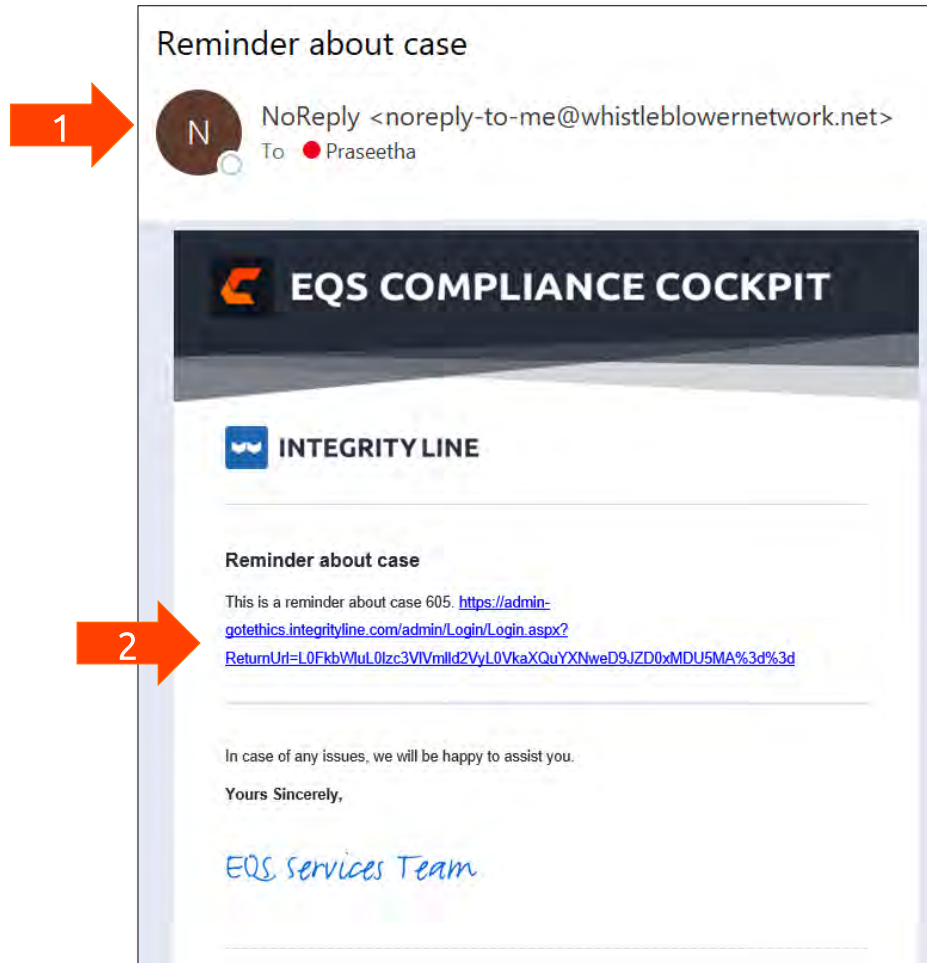 Reminder about case
1
N
NoReply <noreply-to-me@whistleblowernetwork.net>
To Praseetha
EQS COMPLIANCE COCKPIT
INTEGRITY LINE
Reminder about case
This is a reminder about case 605. https://admin-
gotethics.integrityline.com/admin/Login/Login.aspx?
2
ReturnUrl=L0FkbWluL0lzc3VlVmlld2VyL0VkaXQuYXNweD9JZD0xMDU5MA%3d%3d
In case of any issues, we will be happy to assist you.
Yours Sincerely,
EQS Services Team